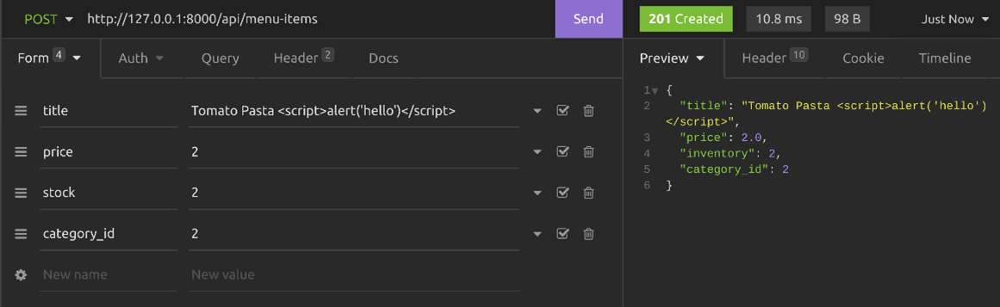 POST http://127.0.0.1:8000/api/menu-items Send 201 Created 10.8 ms 98 B Just Now
Form 4 Auth Query Header 2 Docs Preview Header 10 Cookie Timeline
title Tomato Pasta <script>alert('hello')</script>
price 2
stock 2
category_id 2
New name New value
1 {
2 "title": "Tomato Pasta <script>alert('hello')
</script>",
3 "price": 2.0,
4 "inventory": 2,
5 "category_id": 2
6 }